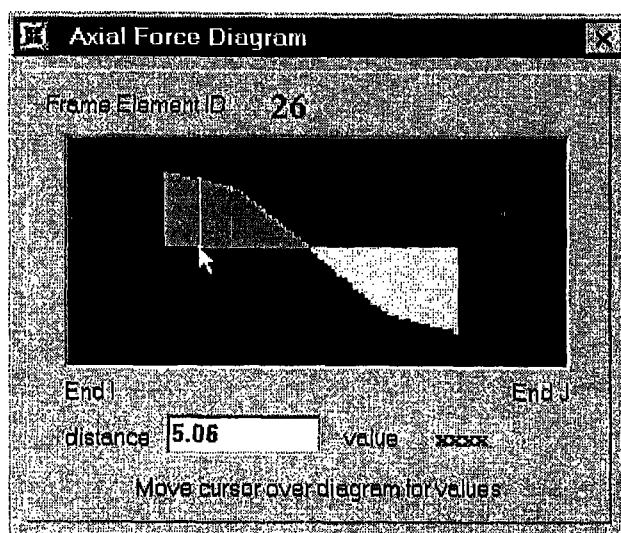 Axial Force Diagram
Frame Element ID 26
End I End J
distance 5.06 value xxxx
Move cursor over diagram for values